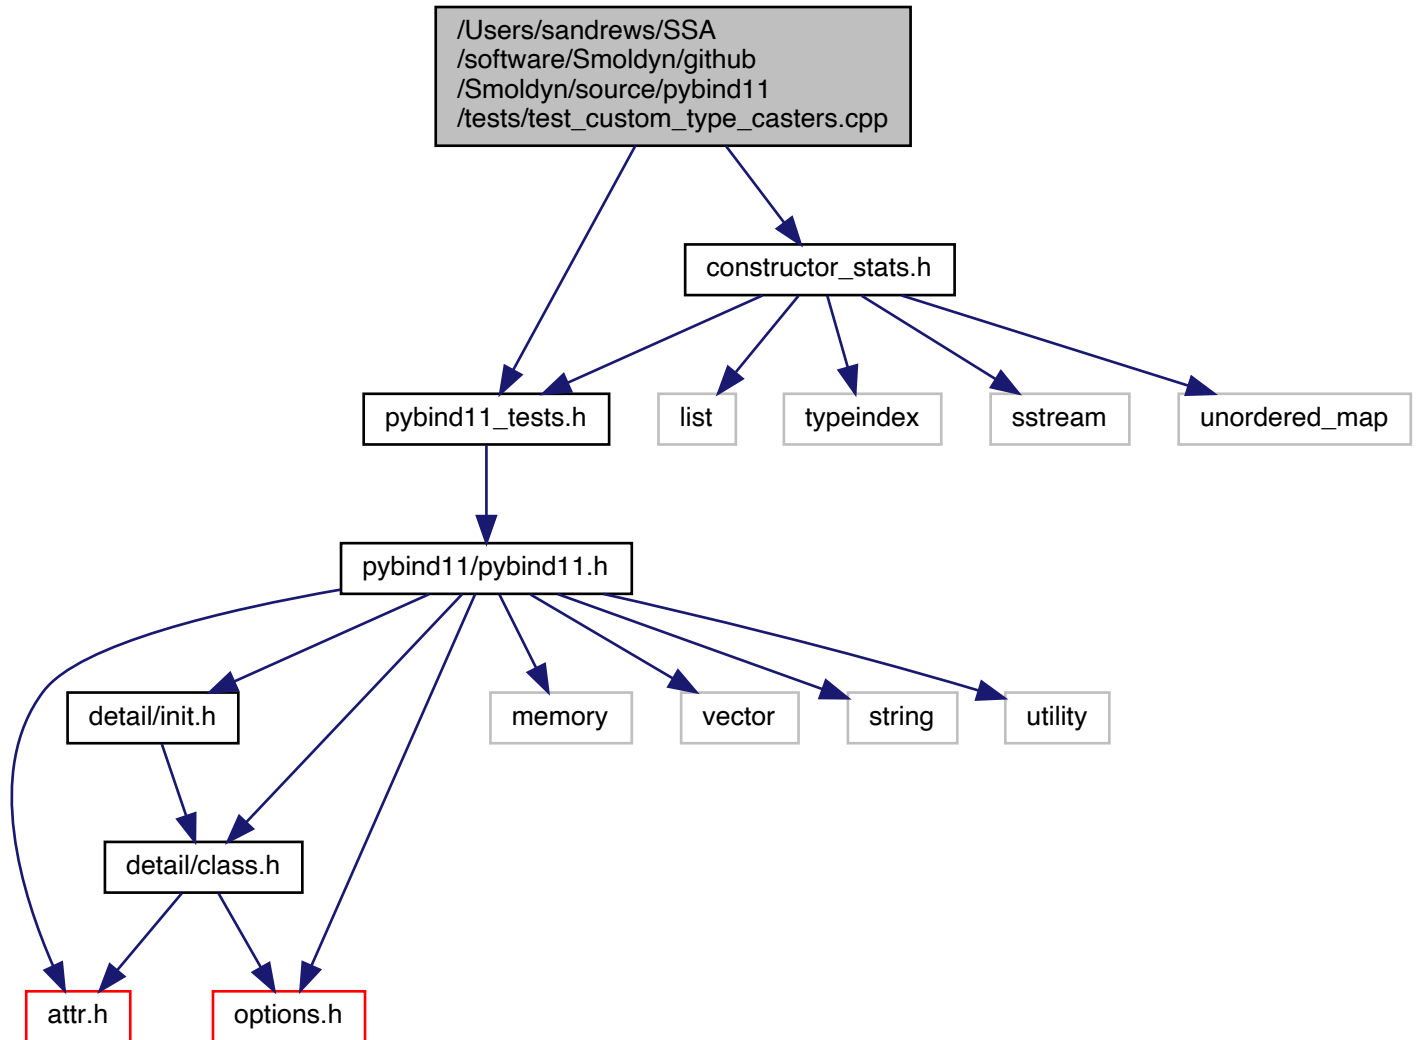 /Users/sandrews/SSA
/software/Smoldyn/github
/Smoldyn/source/pybind11
/tests/test_custom_type_casters.cpp
constructor_stats.h
pybind11_tests.h
list
typeindex
sstream
unordered_map
pybind11/pybind11.h
detail/init.h
memory
vector
string
utility
detail/class.h
attr.h
options.h